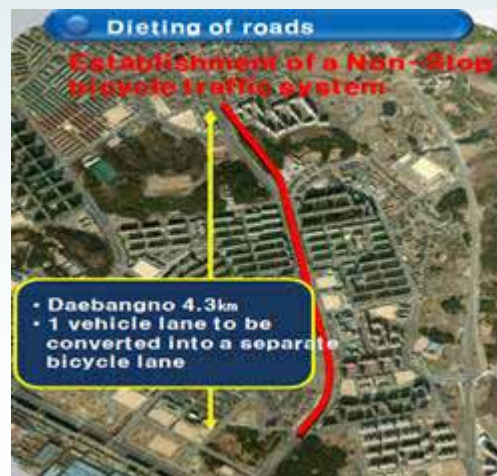 Dieting of roads
Establishment of a Non-Stop
bicycle traffic system
• Daebangno 4.3km
• 1 vehicle lane to be
converted into a separate
bicycle lane